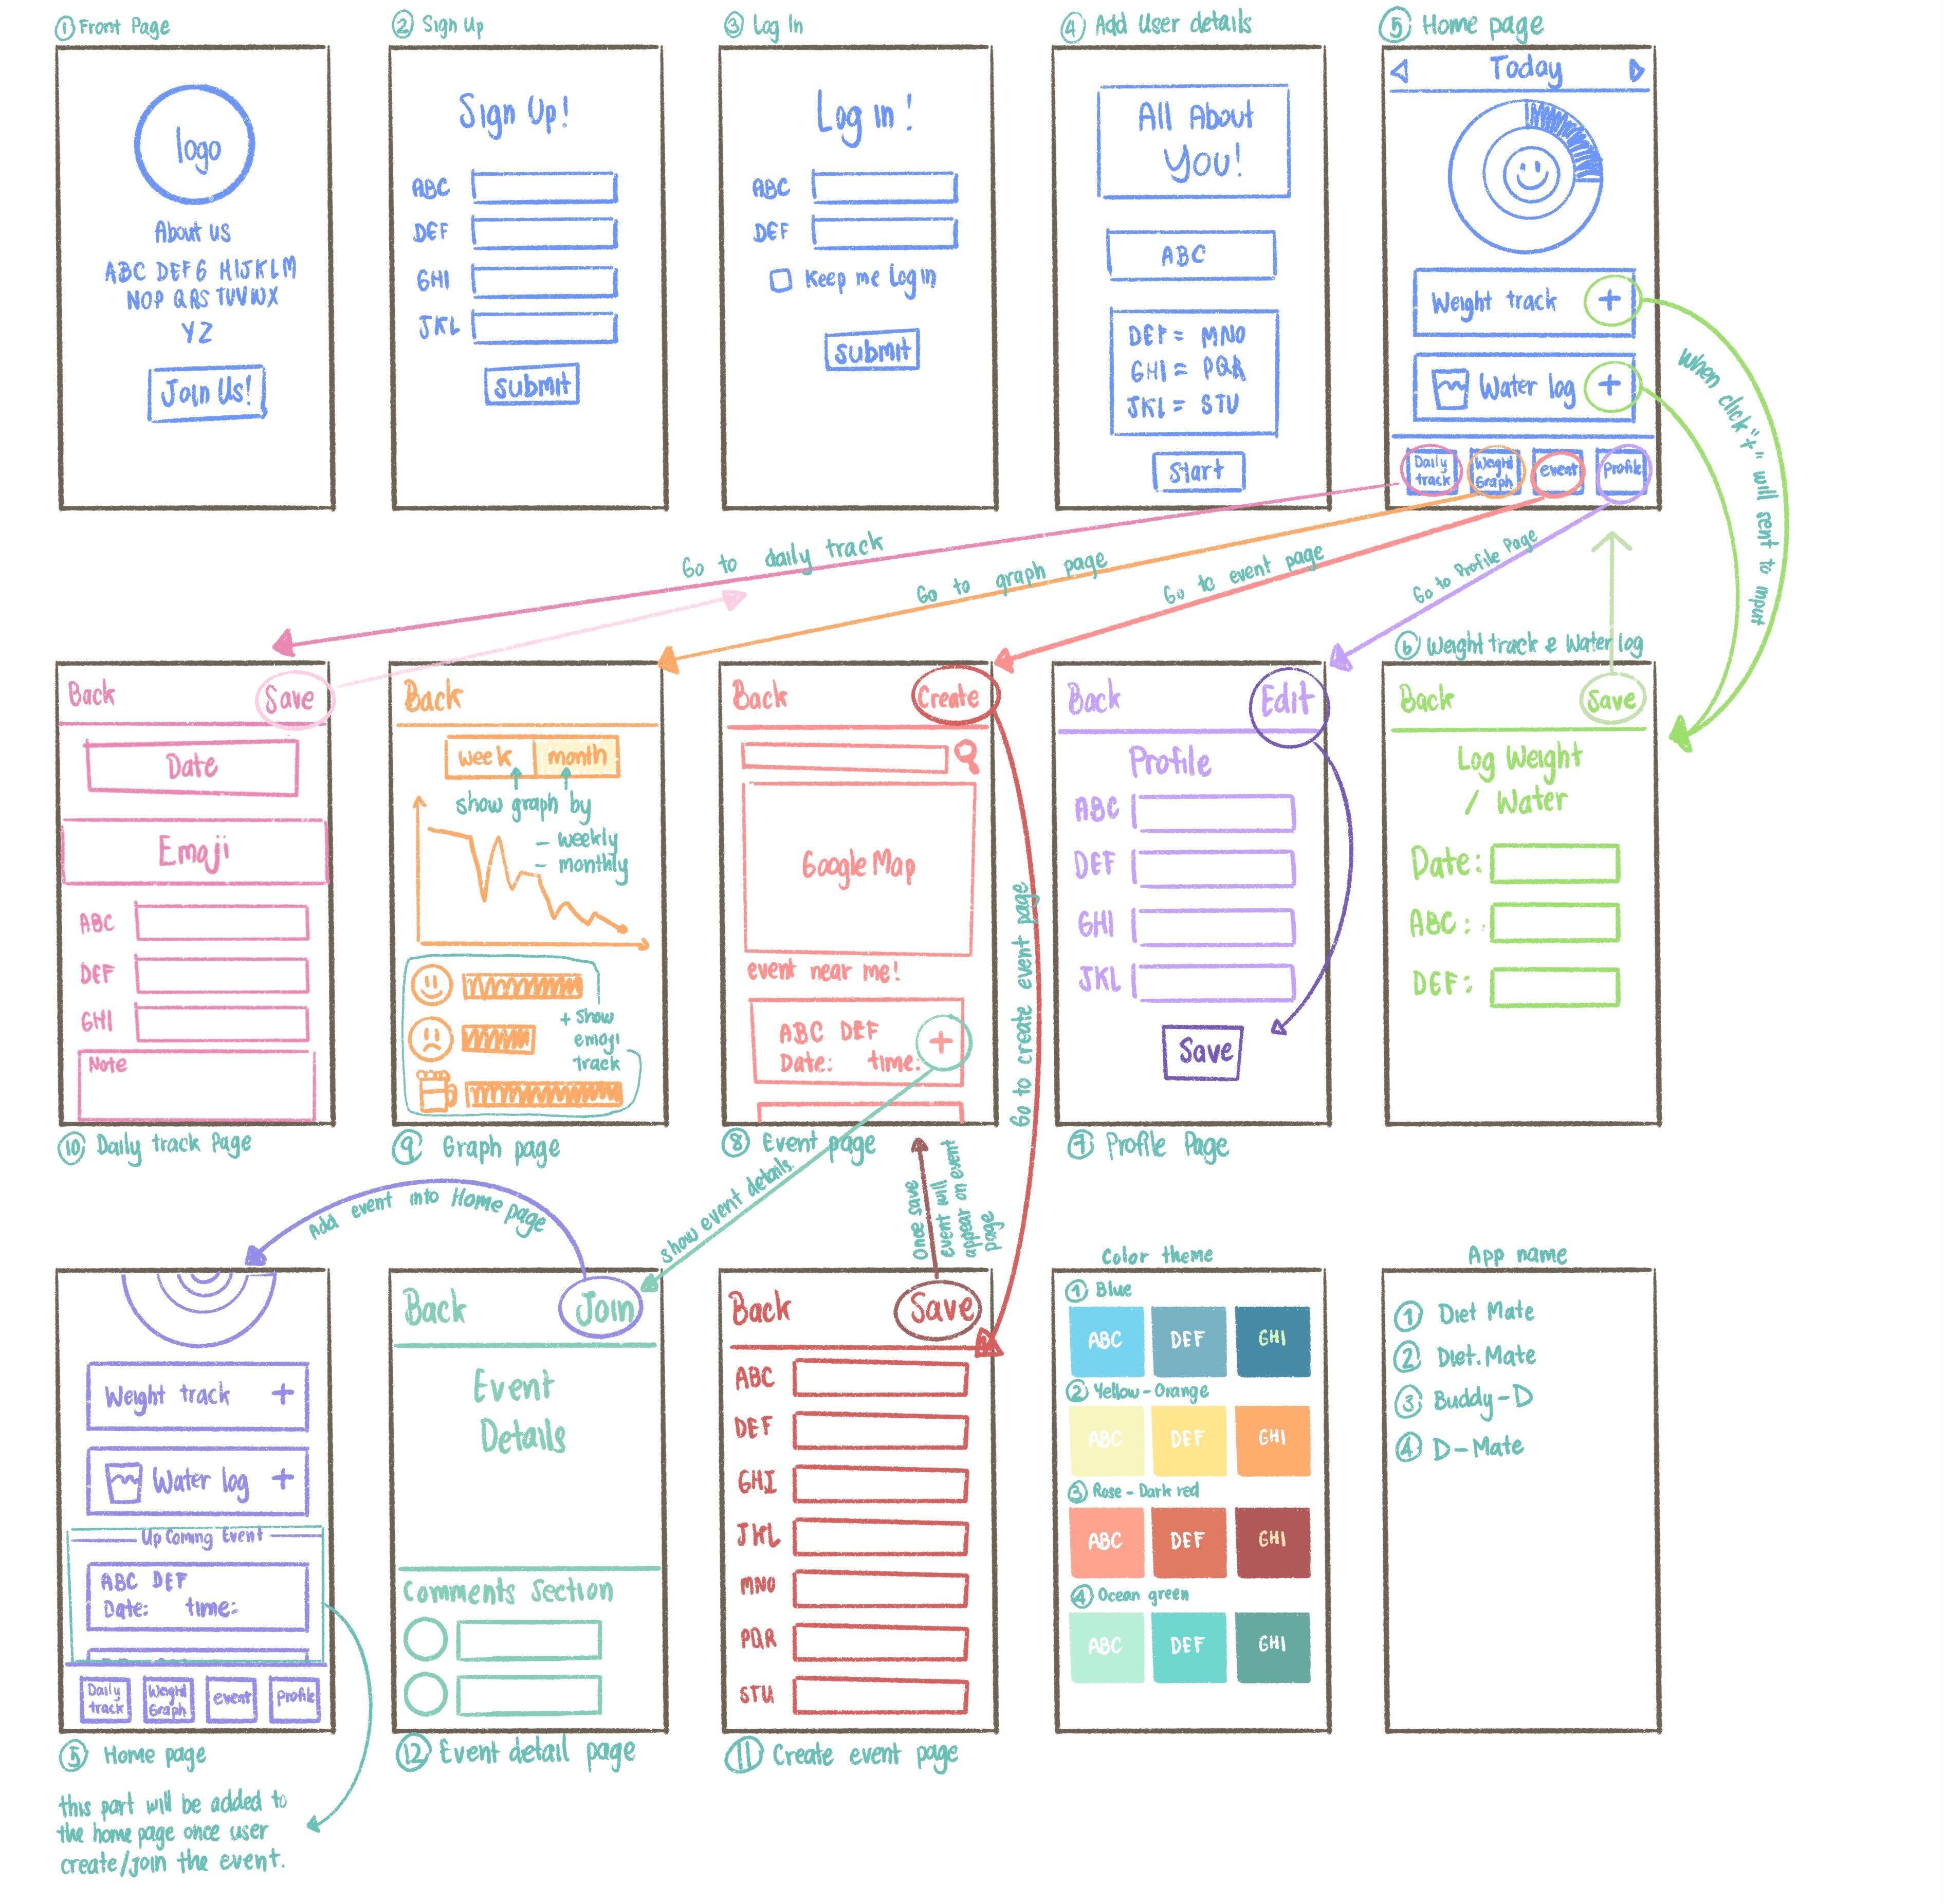 ① Front Page
logo
About us
ABC DEFG HIJKLM
NOP QRS TUVWX
YZ
Join Us!
② Sign Up
Sign Up!
ABC
DEF
GHI
JKL
submit
③ Log In
Log in!
ABC
DEF
Keep me log in
submit
④ Add User details
All About
You!
ABC
DEF = MNO
GHI = PQR
JKL = STU
Start
⑤ Home page
Today
Weight track +
Water log +
Daily
track
Weight
Graph
event
Profile
when click "+" will sent to input
Go to daily track
Go to graph page
Go to event page
Go to Profile Page
Back
Save
Date
Emoji
ABC
DEF
GHI
Note
⑩ Daily track Page
Back
week
month
show graph by
- weekly
- monthly
+ show
emoji
track
⑨ Graph page
Back
Create
Google Map
event near me!
ABC DEF
Date: time:
+
⑧ Event page
Go to create event page
Back
Edit
Profile
ABC
DEF
GHI
JKL
Save
⑦ Profile Page
⑥ Weight track & Water log
Back
Save
Log Weight
/ Water
Date:
ABC:
DEF:
Add event into Home page
show event details.
Once save
event will
appear on event
page
Weight track +
Water log +
Up Coming Event
ABC DEF
Date: time:
Daily
track
Weight
Graph
event
Profile
⑤ Home page
this part will be added to
the home page once user
create/join the event.
Back
Join
Event
Details
Comments Section
⑫ Event detail page
Back
Save
ABC
DEF
GHI
JKL
MNO
PQR
STU
⑪ Create event page
Color theme
① Blue
ABC
DEF
GHI
② Yellow-Orange
ABC
DEF
GHI
③ Rose-Dark red
ABC
DEF
GHI
④ Ocean green
ABC
DEF
GHI
App name
① Diet Mate
② Diet.Mate
③ Buddy-D
④ D-Mate